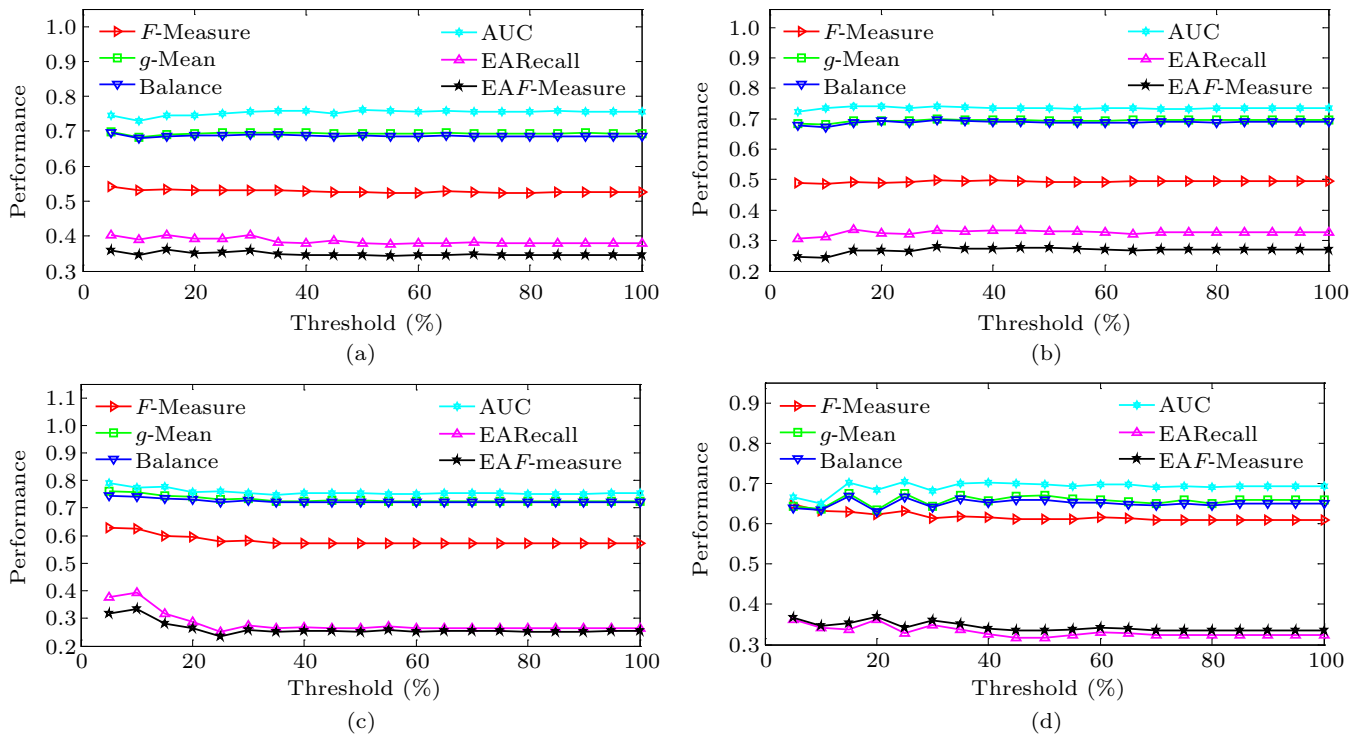 1.0
0.9
0.8
0.7
0.6
0.5
0.4
0.3
Performance
F-Measure
g-Mean
Balance
AUC
EARecall
EAF-Measure
0 20 40 60 80 100
Threshold (%)
(a)
1.0
0.9
0.8
0.7
0.6
0.5
0.4
0.3
0.2
Performance
F-Measure
g-Mean
Balance
AUC
EARecall
EAF-Measure
0 20 40 60 80 100
Threshold (%)
(b)
1.1
1.0
0.9
0.8
0.7
0.6
0.5
0.4
0.3
0.2
Performance
F-Measure
g-Mean
Balance
AUC
EARecall
EAF-measure
0 20 40 60 80 100
Threshold (%)
(c)
0.9
0.8
0.7
0.6
0.5
0.4
0.3
Performance
F-Measure
g-Mean
Balance
AUC
EARecall
EAF-Measure
0 20 40 60 80 100
Threshold (%)
(d)